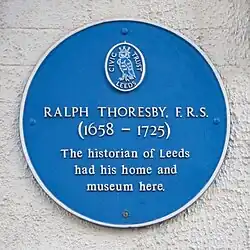 CIVIC TRUST
LEEDS
RALPH THORESBY, F.R.S.
(1658 – 1725)
The historian of Leeds
had his home and
museum here.